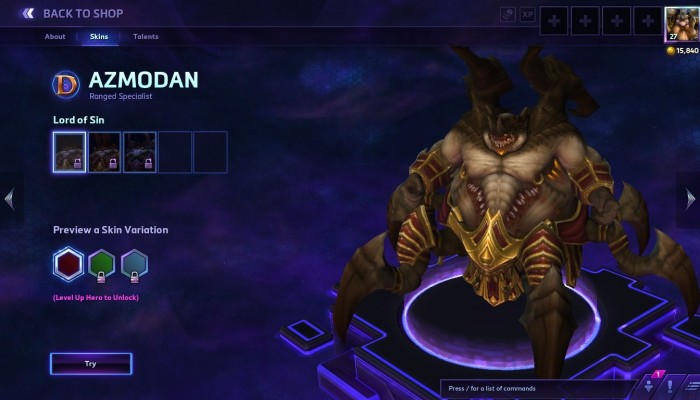 BACK TO SHOP
XP
About
Skins
Talents
27
15,840
AZMODAN
Ranged Specialist
Lord of Sin
Preview a Skin Variation
(Level Up Hero to Unlock)
Try
Press / for a list of commands
1